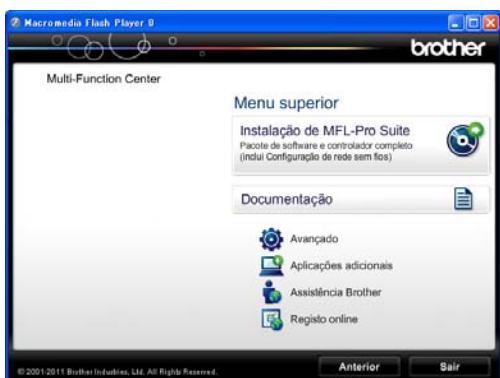 Macromedia Flash Player 8
brother
Multi-Function Center
Menu superior
Instalação de MFL-Pro Suite
Pacote de software e controlador completo
(inclui Configuração de rede sem fios)
Documentação
Avançado
Aplicações adicionais
Assistência Brother
Registo online
© 2001-2011 Brother Industries, Ltd. All Rights Reserved.
Anterior
Sair